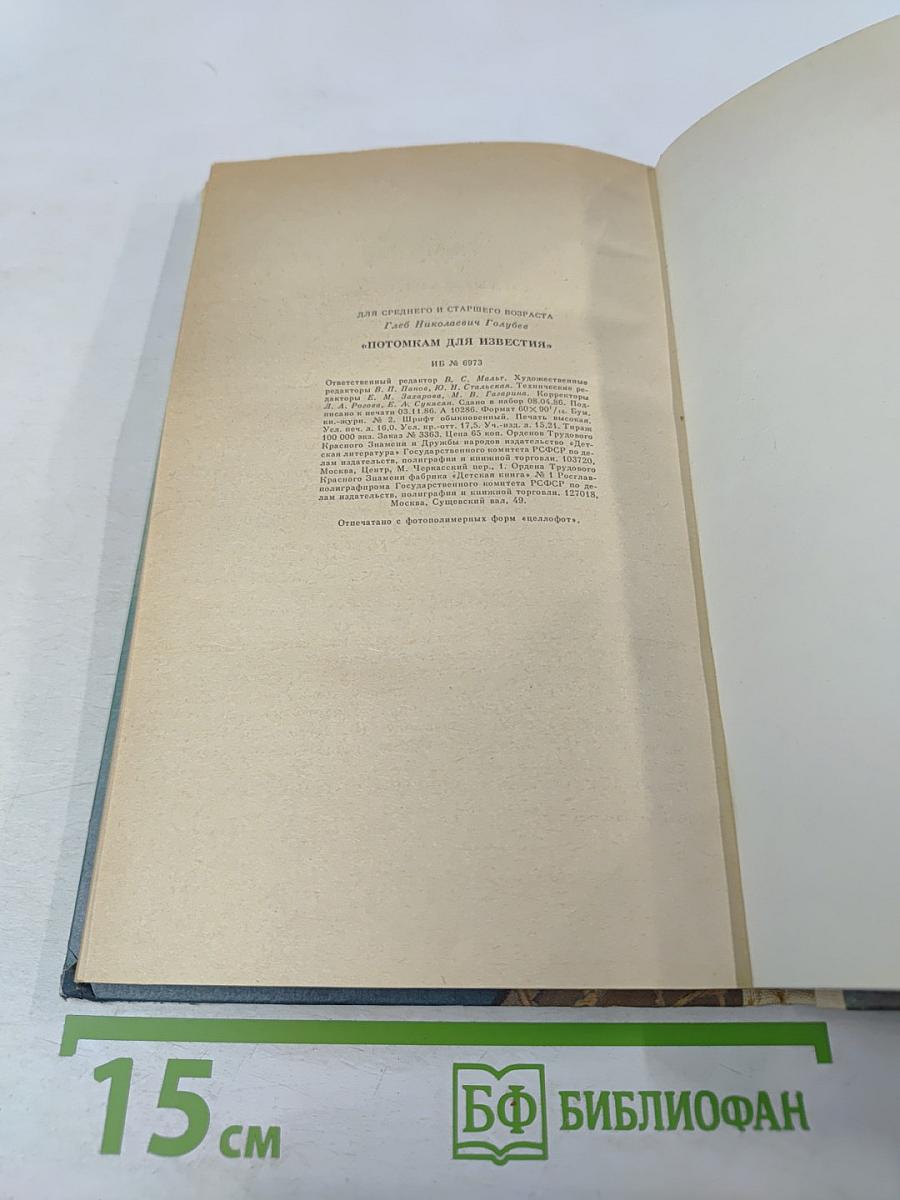 ДЛЯ СРЕДНЕГО И СТАРШЕГО ВОЗРАСТА
Глеб Николаевич Голубев
«ПОТОМКАМ ДЛЯ ИЗВЕСТИЯ»
ИБ № 6973
Ответственный редактор В. С. Мальт. Художественные
редакторы В. П. Панов, Ю. Н. Стальская. Технические ре-
дакторы Е. М. Захарова, М. В. Гагарина. Корректоры
Л. А. Рогова, Е. А. Сукясян. Сдано в набор 08.04.86. Под-
писано к печати 03.11.86. А 10286. Формат 60×90¹/₁₆. Бум.
кн.-журн. № 2. Шрифт обыкновенный. Печать высокая.
Усл. печ. л. 16,0. Усл. кр.-отт. 17,5. Уч.-изд. л. 15,21. Тираж
100 000 экз. Заказ № 3363. Цена 65 коп. Орденов Трудового
Красного Знамени и Дружбы народов издательство «Дет-
ская литература» Государственного комитета РСФСР по де-
лам издательств, полиграфии и книжной торговли. 103720,
Москва, Центр, М. Черкасский пер., 1. Ордена Трудового
Красного Знамени фабрика «Детская книга» № 1 Росглав-
полиграфпрома Государственного комитета РСФСР по де-
лам издательств, полиграфии и книжной торговли. 127018,
Москва, Сущевский вал, 49.
Отпечатано с фотополимерных форм «целлофот».
15 см
БФ БИБЛИОФАН